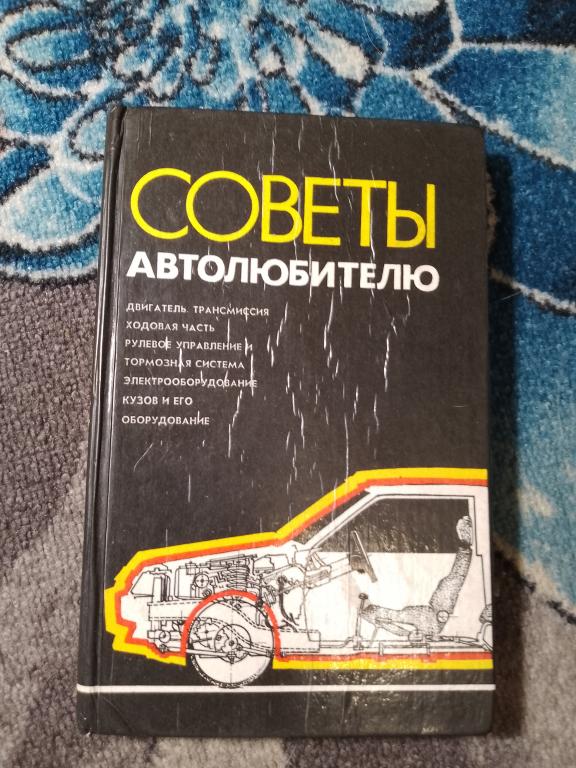 СОВЕТЫ
АВТОЛЮБИТЕЛЮ
ДВИГАТЕЛЬ. ТРАНСМИССИЯ
ХОДОВАЯ ЧАСТЬ
РУЛЕВОЕ УПРАВЛЕНИЕ И
ТОРМОЗНАЯ СИСТЕМА
ЭЛЕКТРООБОРУДОВАНИЕ
КУЗОВ И ЕГО
ОБОРУДОВАНИЕ